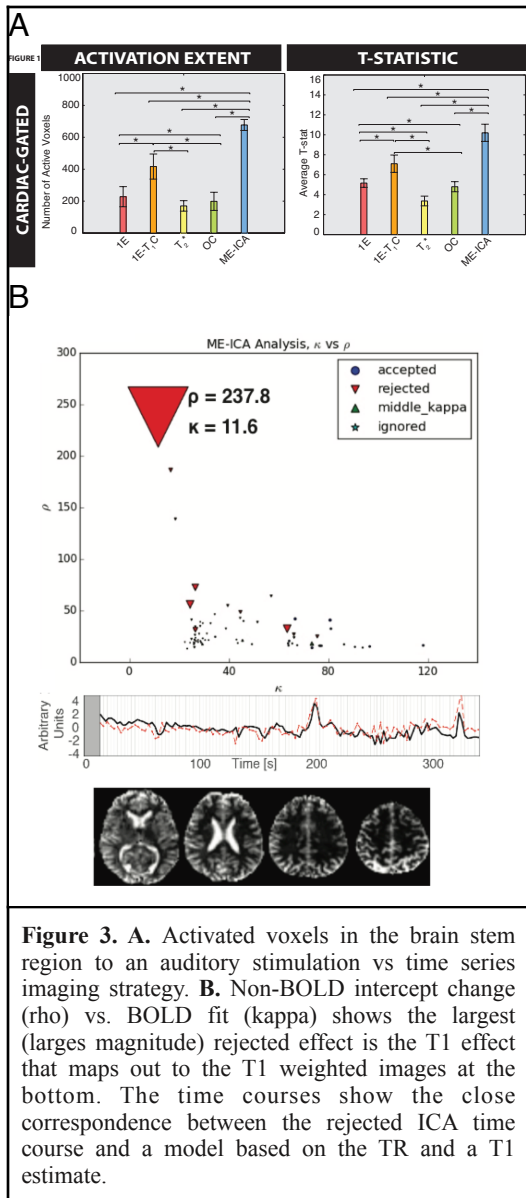 A
FIGURE 1
ACTIVATION EXTENT
T-STATISTIC
CARDIAC-GATED
Number of Active Voxels
1000
800
600
400
200
0
* * * * * * * *
1E
1E-T₁C
T₂*
OC
ME-ICA
Average T-stat
16
14
12
10
8
6
4
2
0
* * * * * * * *
1E
1E-T₁C
T₂*
OC
ME-ICA
B
ME-ICA Analysis, κ vs ρ
300
250
200
150
100
50
0
ρ
ρ = 237.8
κ = 11.6
accepted
rejected
middle_kappa
ignored
0 40 80 120
κ
Arbitrary
Units
4
2
0
-2
-4
0 100 200 300
Time [s]
Figure 3. A. Activated voxels in the brain stem
region to an auditory stimulation vs time series
imaging strategy. B. Non-BOLD intercept change
(rho) vs. BOLD fit (kappa) shows the largest
(larges magnitude) rejected effect is the T1 effect
that maps out to the T1 weighted images at the
bottom. The time courses show the close
correspondence between the rejected ICA time
course and a model based on the TR and a T1
estimate.